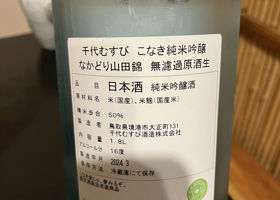 千代むすび こなき純米吟醸
なかどり山田錦 無濾過原酒生
品目 日本酒 純米吟醸酒
原材料名 米(国産)、米麹(国産米)
精米歩合 50%
製造者 鳥取県境港市大正町131
千代むすび酒造株式会社
内容量 1.8L
アルコール分 16度
製造年月 2024.3
保存方法 冷蔵庫にて保存